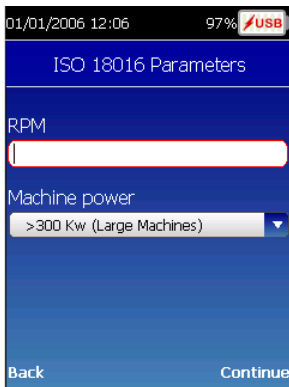 01/01/2006 12:06 97% USB
ISO 18016 Parameters
RPM
Machine power
>300 Kw (Large Machines)
Back Continue